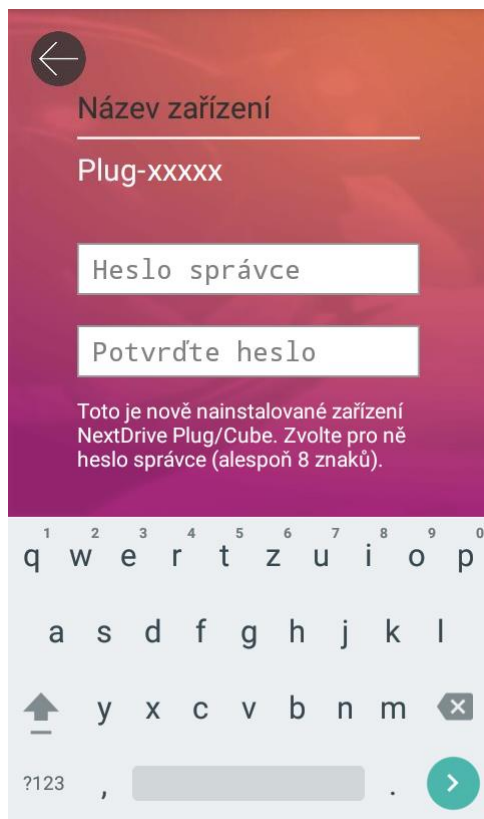 Název zařízení
Plug-xxxxx
Heslo správce
Potvrďte heslo
Toto je nově nainstalované zařízení
NextDrive Plug/Cube. Zvolte pro ně
heslo správce (alespoň 8 znaků).
1 2 3 4 5 6 7 8 9 0
q w e r t z u i o p
a s d f g h j k l
y x c v b n m
?123 , .